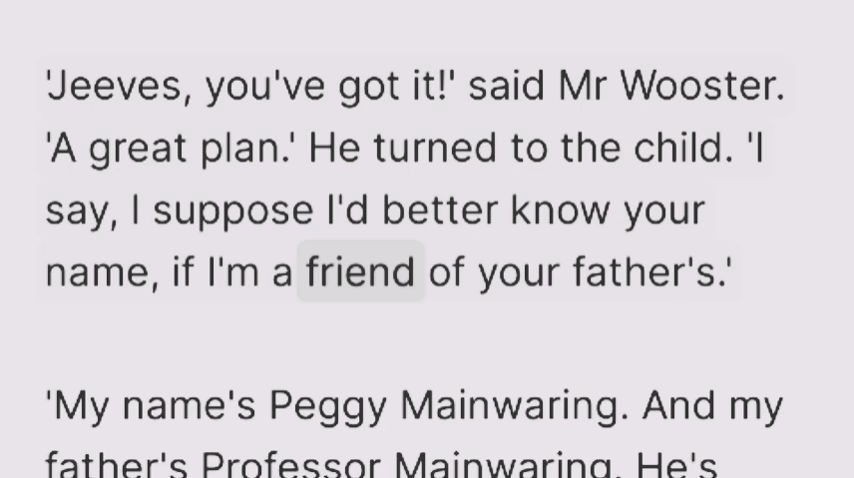 'Jeeves, you've got it!' said Mr Wooster.
'A great plan.' He turned to the child. 'I
say, I suppose I'd better know your
name, if I'm a friend of your father's.'
'My name's Peggy Mainwaring. And my
father's Professor Mainwaring. He's